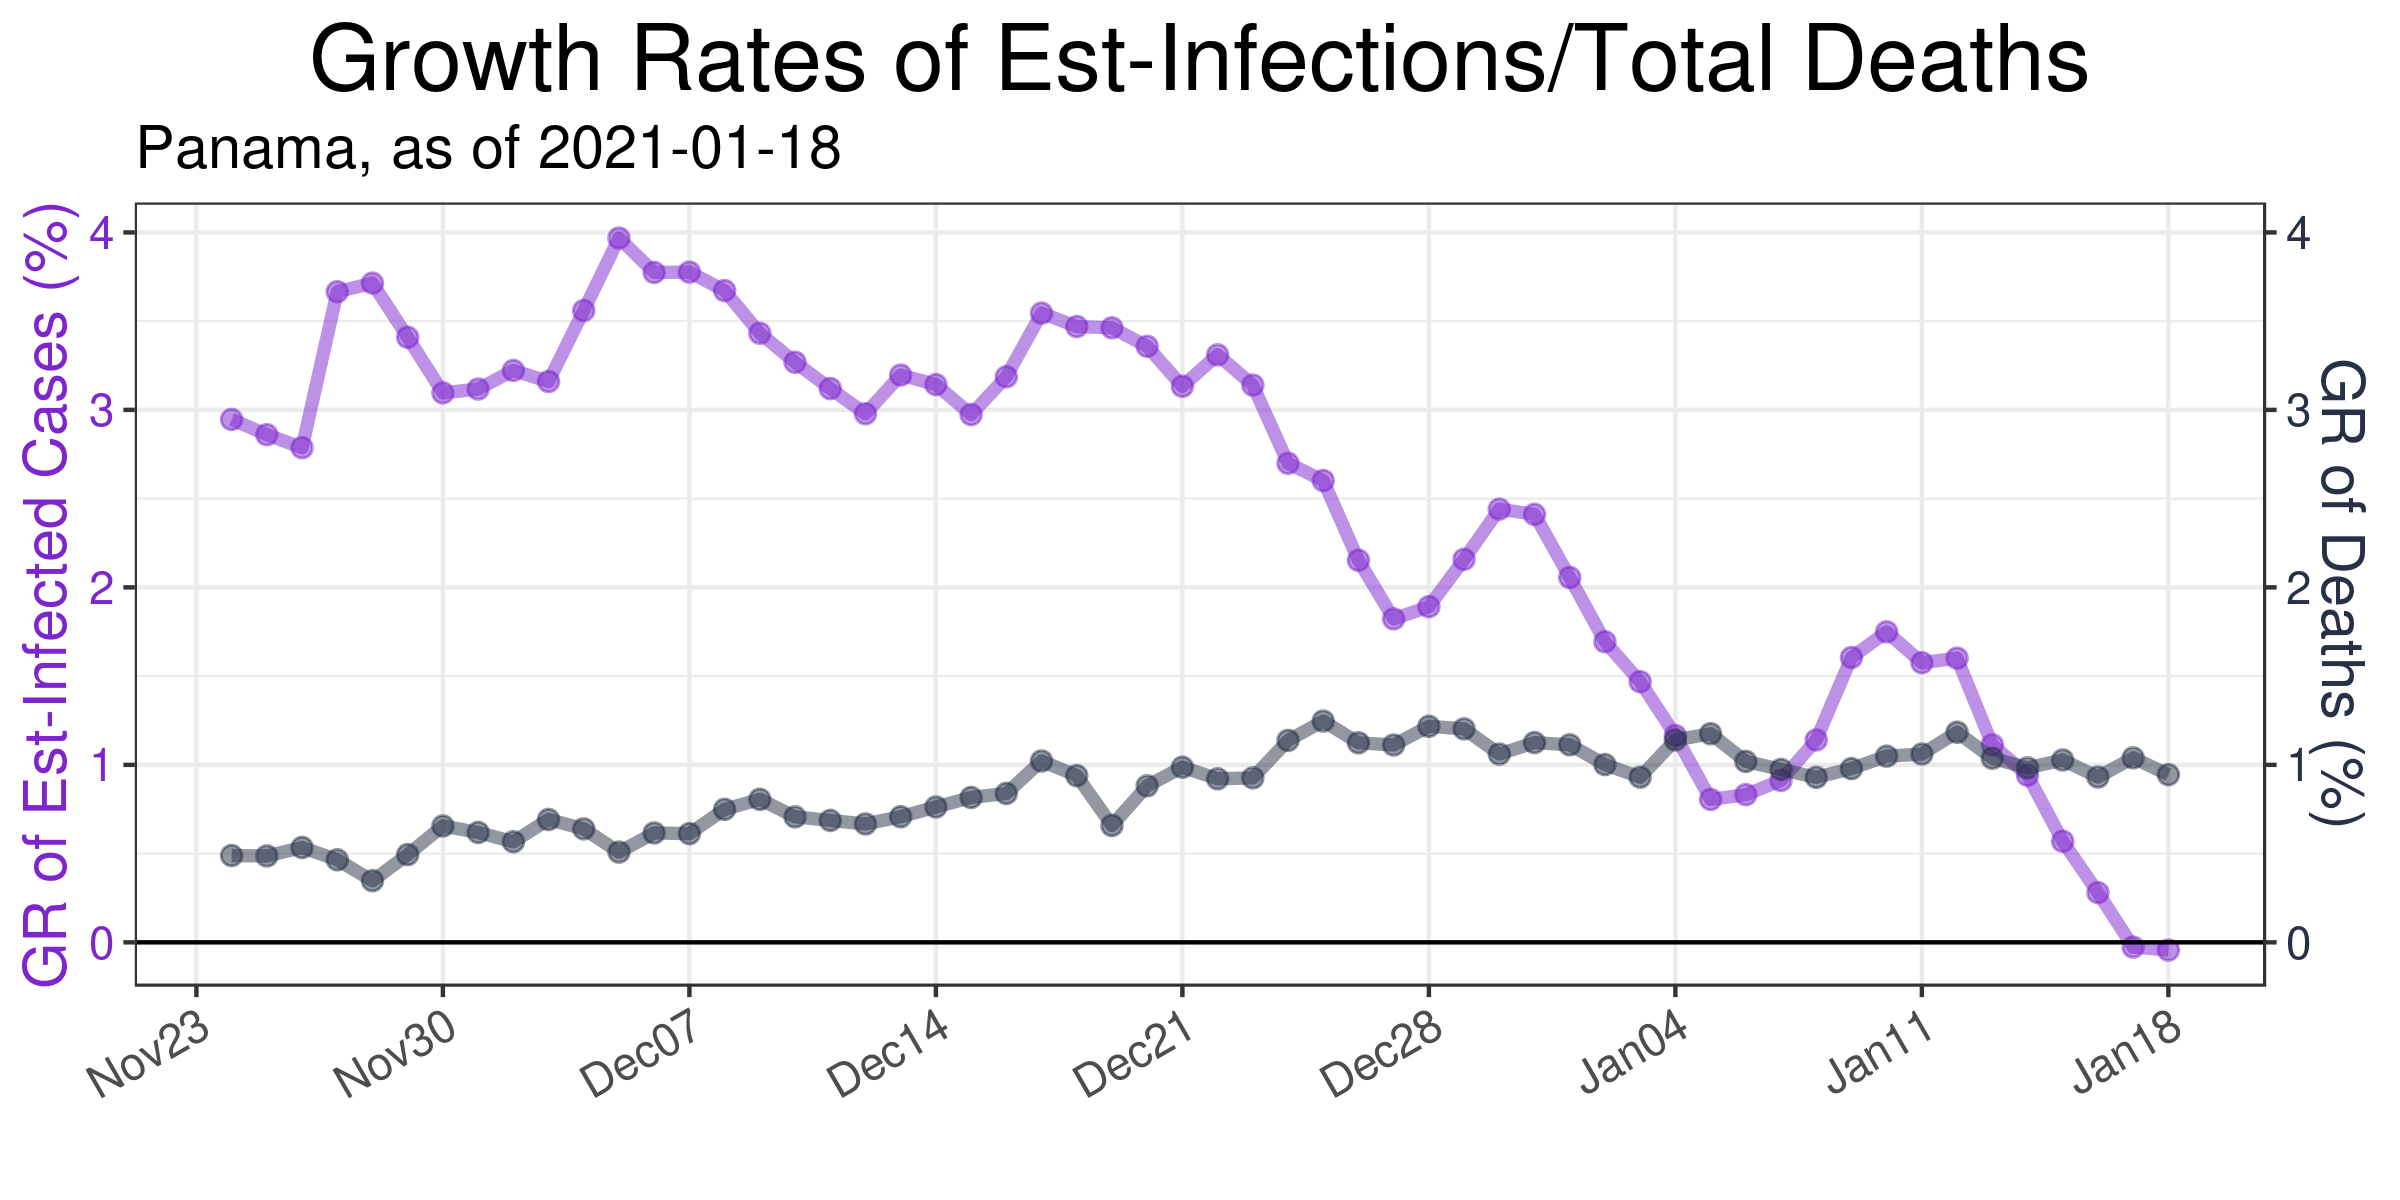 Growth Rates of Est-Infections/Total Deaths
Panama, as of 2021-01-18
GR of Est-Infected Cases (%)
4
3
2
1
0
4
3
2
1
0
GR of Deaths (%)
Nov23
Nov30
Dec07
Dec14
Dec21
Dec28
Jan04
Jan11
Jan18